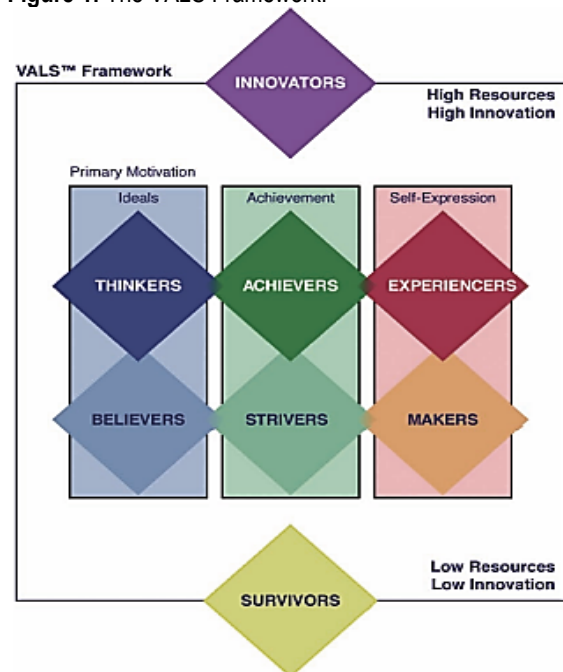 Figure 1. The VALS Framework.
VALS™ Framework
INNOVATORS
High Resources
High Innovation
Primary Motivation
Ideals
Achievement
Self-Expression
THINKERS
ACHIEVERS
EXPERIENCERS
BELIEVERS
STRIVERS
MAKERS
Low Resources
Low Innovation
SURVIVORS